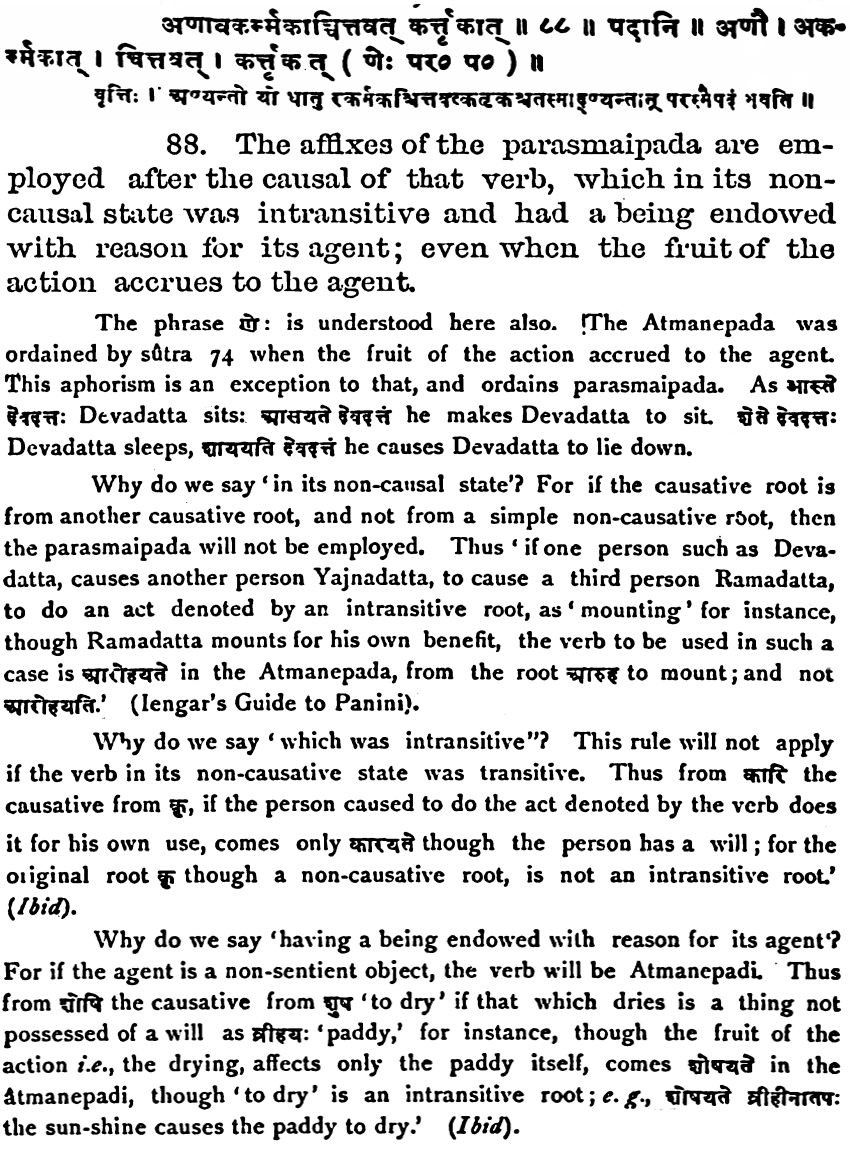 अणावकर्म्मकाच्चित्तवत् कर्त्तृकात् ॥ ८८ ॥ पदानि ॥ अणौ । अक-
र्म्मकात् । चित्तवत् । कर्त्तृकत् ( णेः पर० प० ) ॥
वृत्तिः । अण्यन्तो यो धातु रकर्मकश्चित्तवत्कर्तृकश्चतस्माण्ण्यन्तात् परस्मैपदं भवति ॥
88. The affixes of the parasmaipada are em-
ployed after the causal of that verb, which in its non-
causal state was intransitive and had a being endowed
with reason for its agent; even when the fruit of the
action accrues to the agent.
The phrase णेः is understood here also. The Atmanepada was
ordained by sûtra 74 when the fruit of the action accrued to the agent.
This aphorism is an exception to that, and ordains parasmaipada. As आस्ते
देवदत्तः Devadatta sits: आसयते देवदत्तं he makes Devadatta to sit. शेते देवदत्तः
Devadatta sleeps, शाययति देवदत्तं he causes Devadatta to lie down.
Why do we say 'in its non-causal state'? For if the causative root is
from another causative root, and not from a simple non-causative root, then
the parasmaipada will not be employed. Thus 'if one person such as Deva-
datta, causes another person Yajnadatta, to cause a third person Ramadatta,
to do an act denoted by an intransitive root, as 'mounting' for instance,
though Ramadatta mounts for his own benefit, the verb to be used in such a
case is आरोहयते in the Atmanepada, from the root आरुह to mount; and not
आरोहयति.' (Iengar's Guide to Panini).
Why do we say 'which was intransitive"? This rule will not apply
if the verb in its non-causative state was transitive. Thus from कारि the
causative from कृ, if the person caused to do the act denoted by the verb does
it for his own use, comes only कारयते though the person has a will; for the
original root कृ though a non-causative root, is not an intransitive root.'
(Ibid).
Why do we say 'having a being endowed with reason for its agent'?
For if the agent is a non-sentient object, the verb will be Atmanepadi. Thus
from शोषि the causative from शुष 'to dry' if that which dries is a thing not
possessed of a will as व्रीहयः 'paddy,' for instance, though the fruit of the
action i.e., the drying, affects only the paddy itself, comes शोषयते in the
Atmanepadi, though 'to dry' is an intransitive root; e. g., शोषयते व्रीहीनातपः
the sun-shine causes the paddy to dry.' (Ibid).